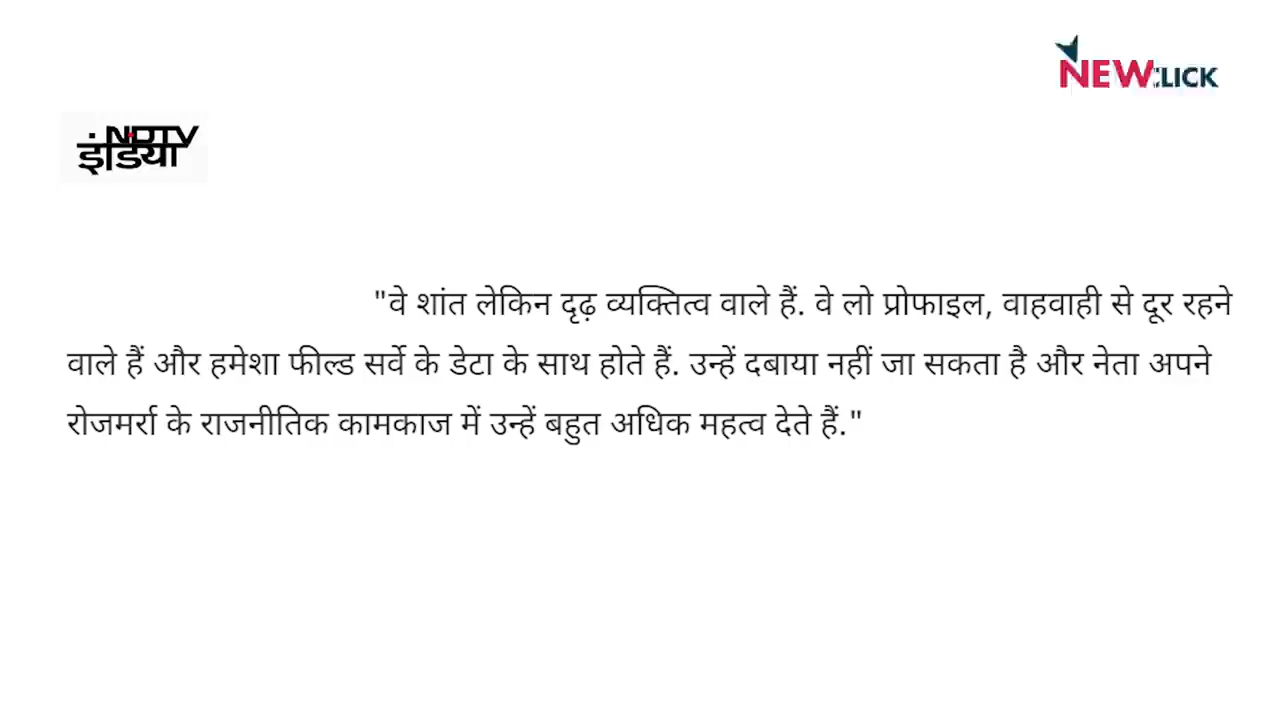 NEWSCLICK
NDTV
इंडिया
"वे शांत लेकिन दृढ़ व्यक्तित्व वाले हैं. वे लो प्रोफाइल, वाहवाही से दूर रहने
वाले हैं और हमेशा फील्ड सर्वे के डेटा के साथ होते हैं. उन्हें दबाया नहीं जा सकता है और नेता अपने
रोजमर्रा के राजनीतिक कामकाज में उन्हें बहुत अधिक महत्व देते हैं."